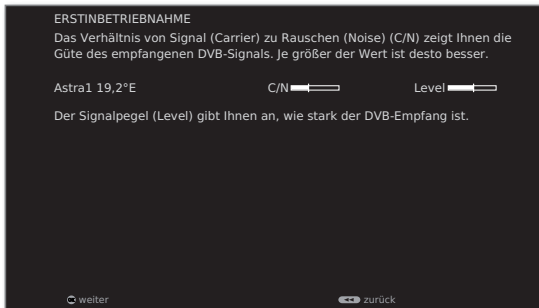 ERSTINBETRIEBNAHME
Das Verhältnis von Signal (Carrier) zu Rauschen (Noise) (C/N) zeigt Ihnen die
Güte des empfangenen DVB-Signals. Je größer der Wert ist desto besser.
Astra1 19,2°E C/N Level
Der Signalpegel (Level) gibt Ihnen an, wie stark der DVB-Empfang ist.
weiter zurück